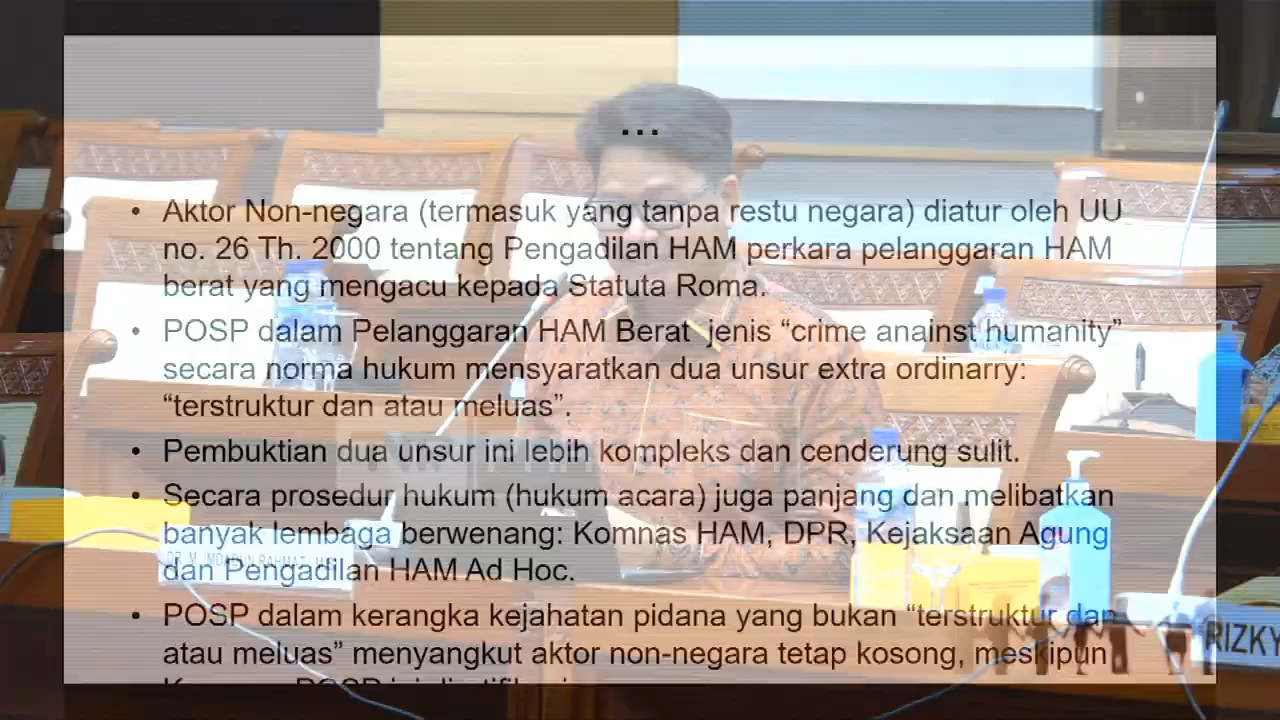 ...
• Aktor Non-negara (termasuk yang tanpa restu negara) diatur oleh UU
no. 26 Th. 2000 tentang Pengadilan HAM perkara pelanggaran HAM
berat yang mengacu kepada Statuta Roma.
• POSP dalam Pelanggaran HAM Berat jenis “crime anainst humanity”
secara norma hukum mensyaratkan dua unsur extra ordinarry:
“terstruktur dan atau meluas”.
• Pembuktian dua unsur ini lebih kompleks dan cenderung sulit.
• Secara prosedur hukum (hukum acara) juga panjang dan melibatkan
banyak lembaga berwenang: Komnas HAM, DPR, Kejaksaan Agung
dan Pengadilan HAM Ad Hoc.
• POSP dalam kerangka kejahatan pidana yang bukan “terstruktur dan
atau meluas” menyangkut aktor non-negara tetap kosong, meskipun
RIZKY